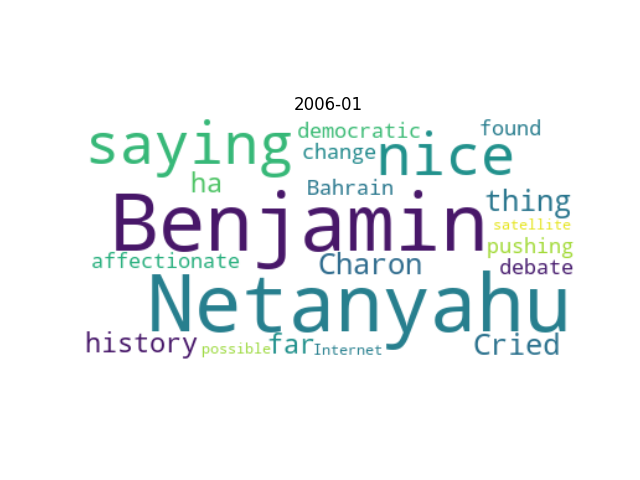 2006-01
saying democratic found
change nice
ha Bahrain thing
Benjamin satellite
pushing
affectionate Charon debate
Netanyahu
history possible far Internet Cried